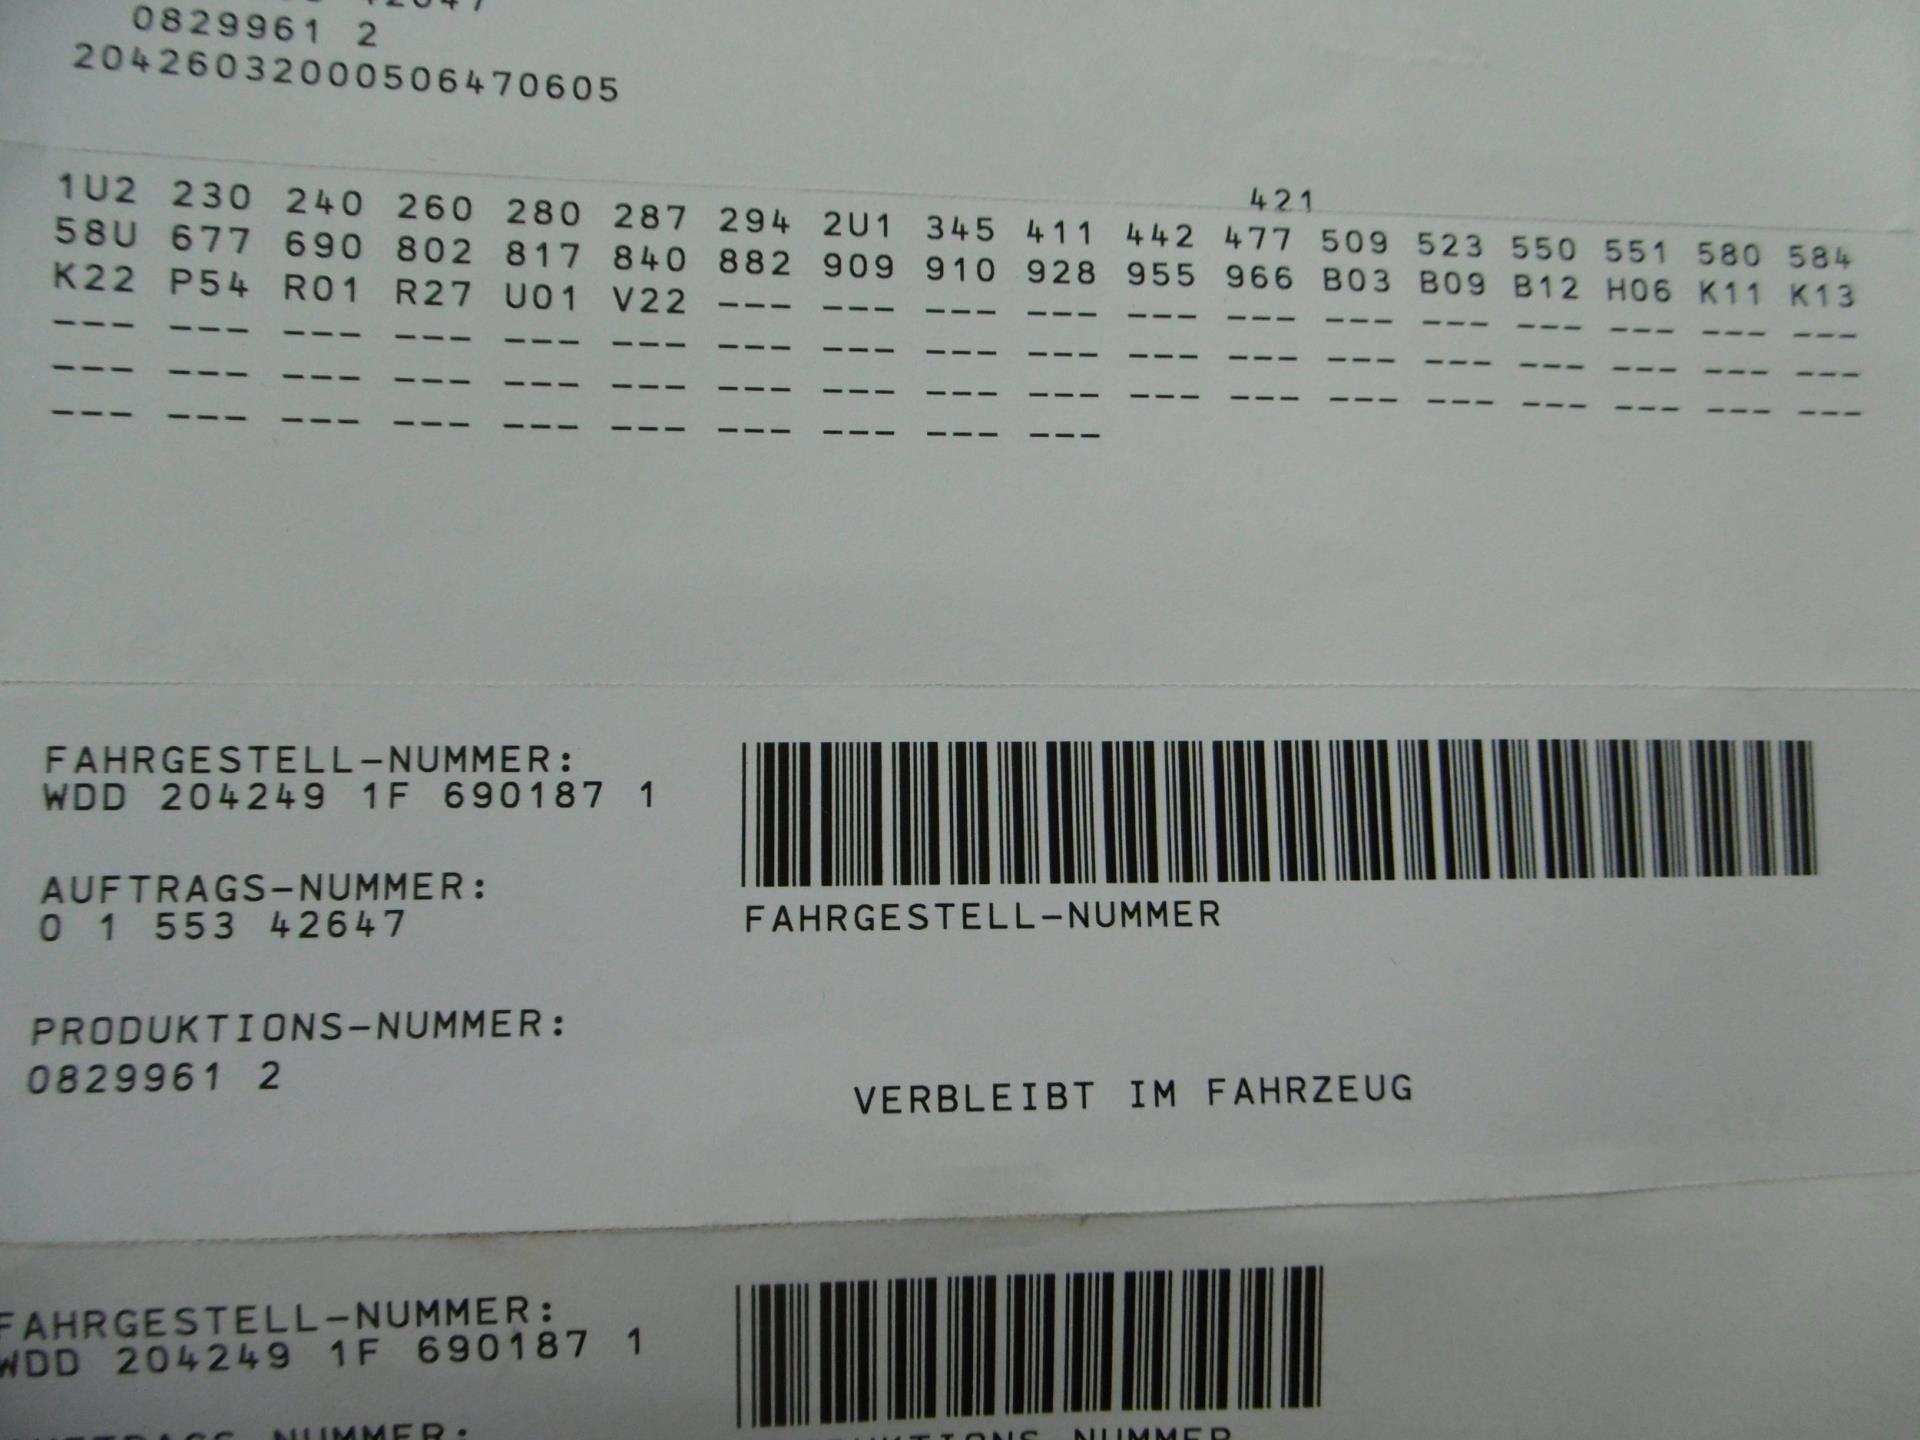 0829961 2
20426032000506470605
421
1U2 230 240 260 280 287 294 2U1 345 411 442 477 509 523 550 551 580 584
58U 677 690 802 817 840 882 909 910 928 955 966 B03 B09 B12 H06 K11 K13
K22 P54 R01 R27 U01 V22 --- --- --- --- --- --- --- --- --- --- --- ---
--- --- --- --- --- --- --- --- --- --- --- --- --- --- --- --- --- ---
--- --- --- --- --- --- --- --- --- --- --- --- --- --- --- --- --- ---
--- --- --- --- --- --- --- --- --- ---
FAHRGESTELL-NUMMER:
WDD 204249 1F 690187 1
AUFTRAGS-NUMMER:
0 1 553 42647
FAHRGESTELL-NUMMER
PRODUKTIONS-NUMMER:
0829961 2
VERBLEIBT IM FAHRZEUG
FAHRGESTELL-NUMMER:
WDD 204249 1F 690187 1